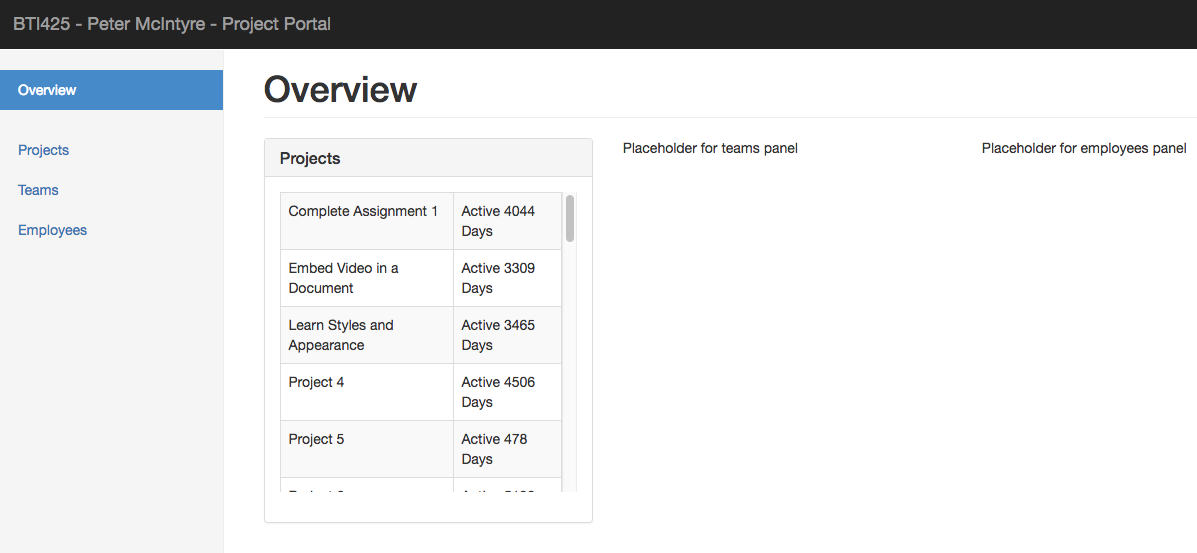 BTI425 - Peter McIntyre - Project Portal
Overview
Projects
Teams
Employees
Overview
Projects
Complete Assignment 1
Active 4044
Days
Embed Video in a
Document
Active 3309
Days
Learn Styles and
Appearance
Active 3465
Days
Project 4
Active 4506
Days
Project 5
Active 478
Days
Placeholder for teams panel
Placeholder for employees panel